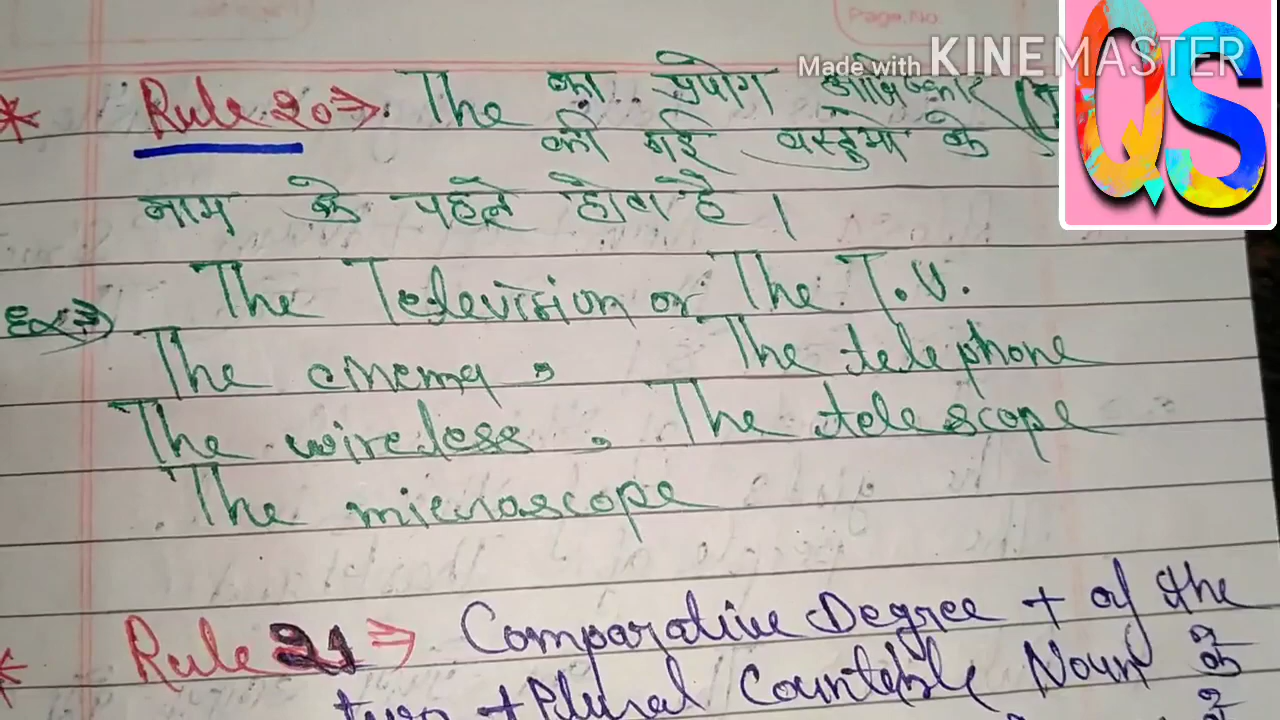 Page No.
Made with KINEMASTER
QS
* Rule 20⇒ The का प्रयोग आविष्कार (
की गई वस्तुओ के
नाम के पहले होता है ।
Ex⇒ The Television or The T.V.
The cinema, The telephone
The wireless, The telescope
The microscope
* Rule 21 ⇒ Comparative Degree + of the
two + Plural Countable Noun के